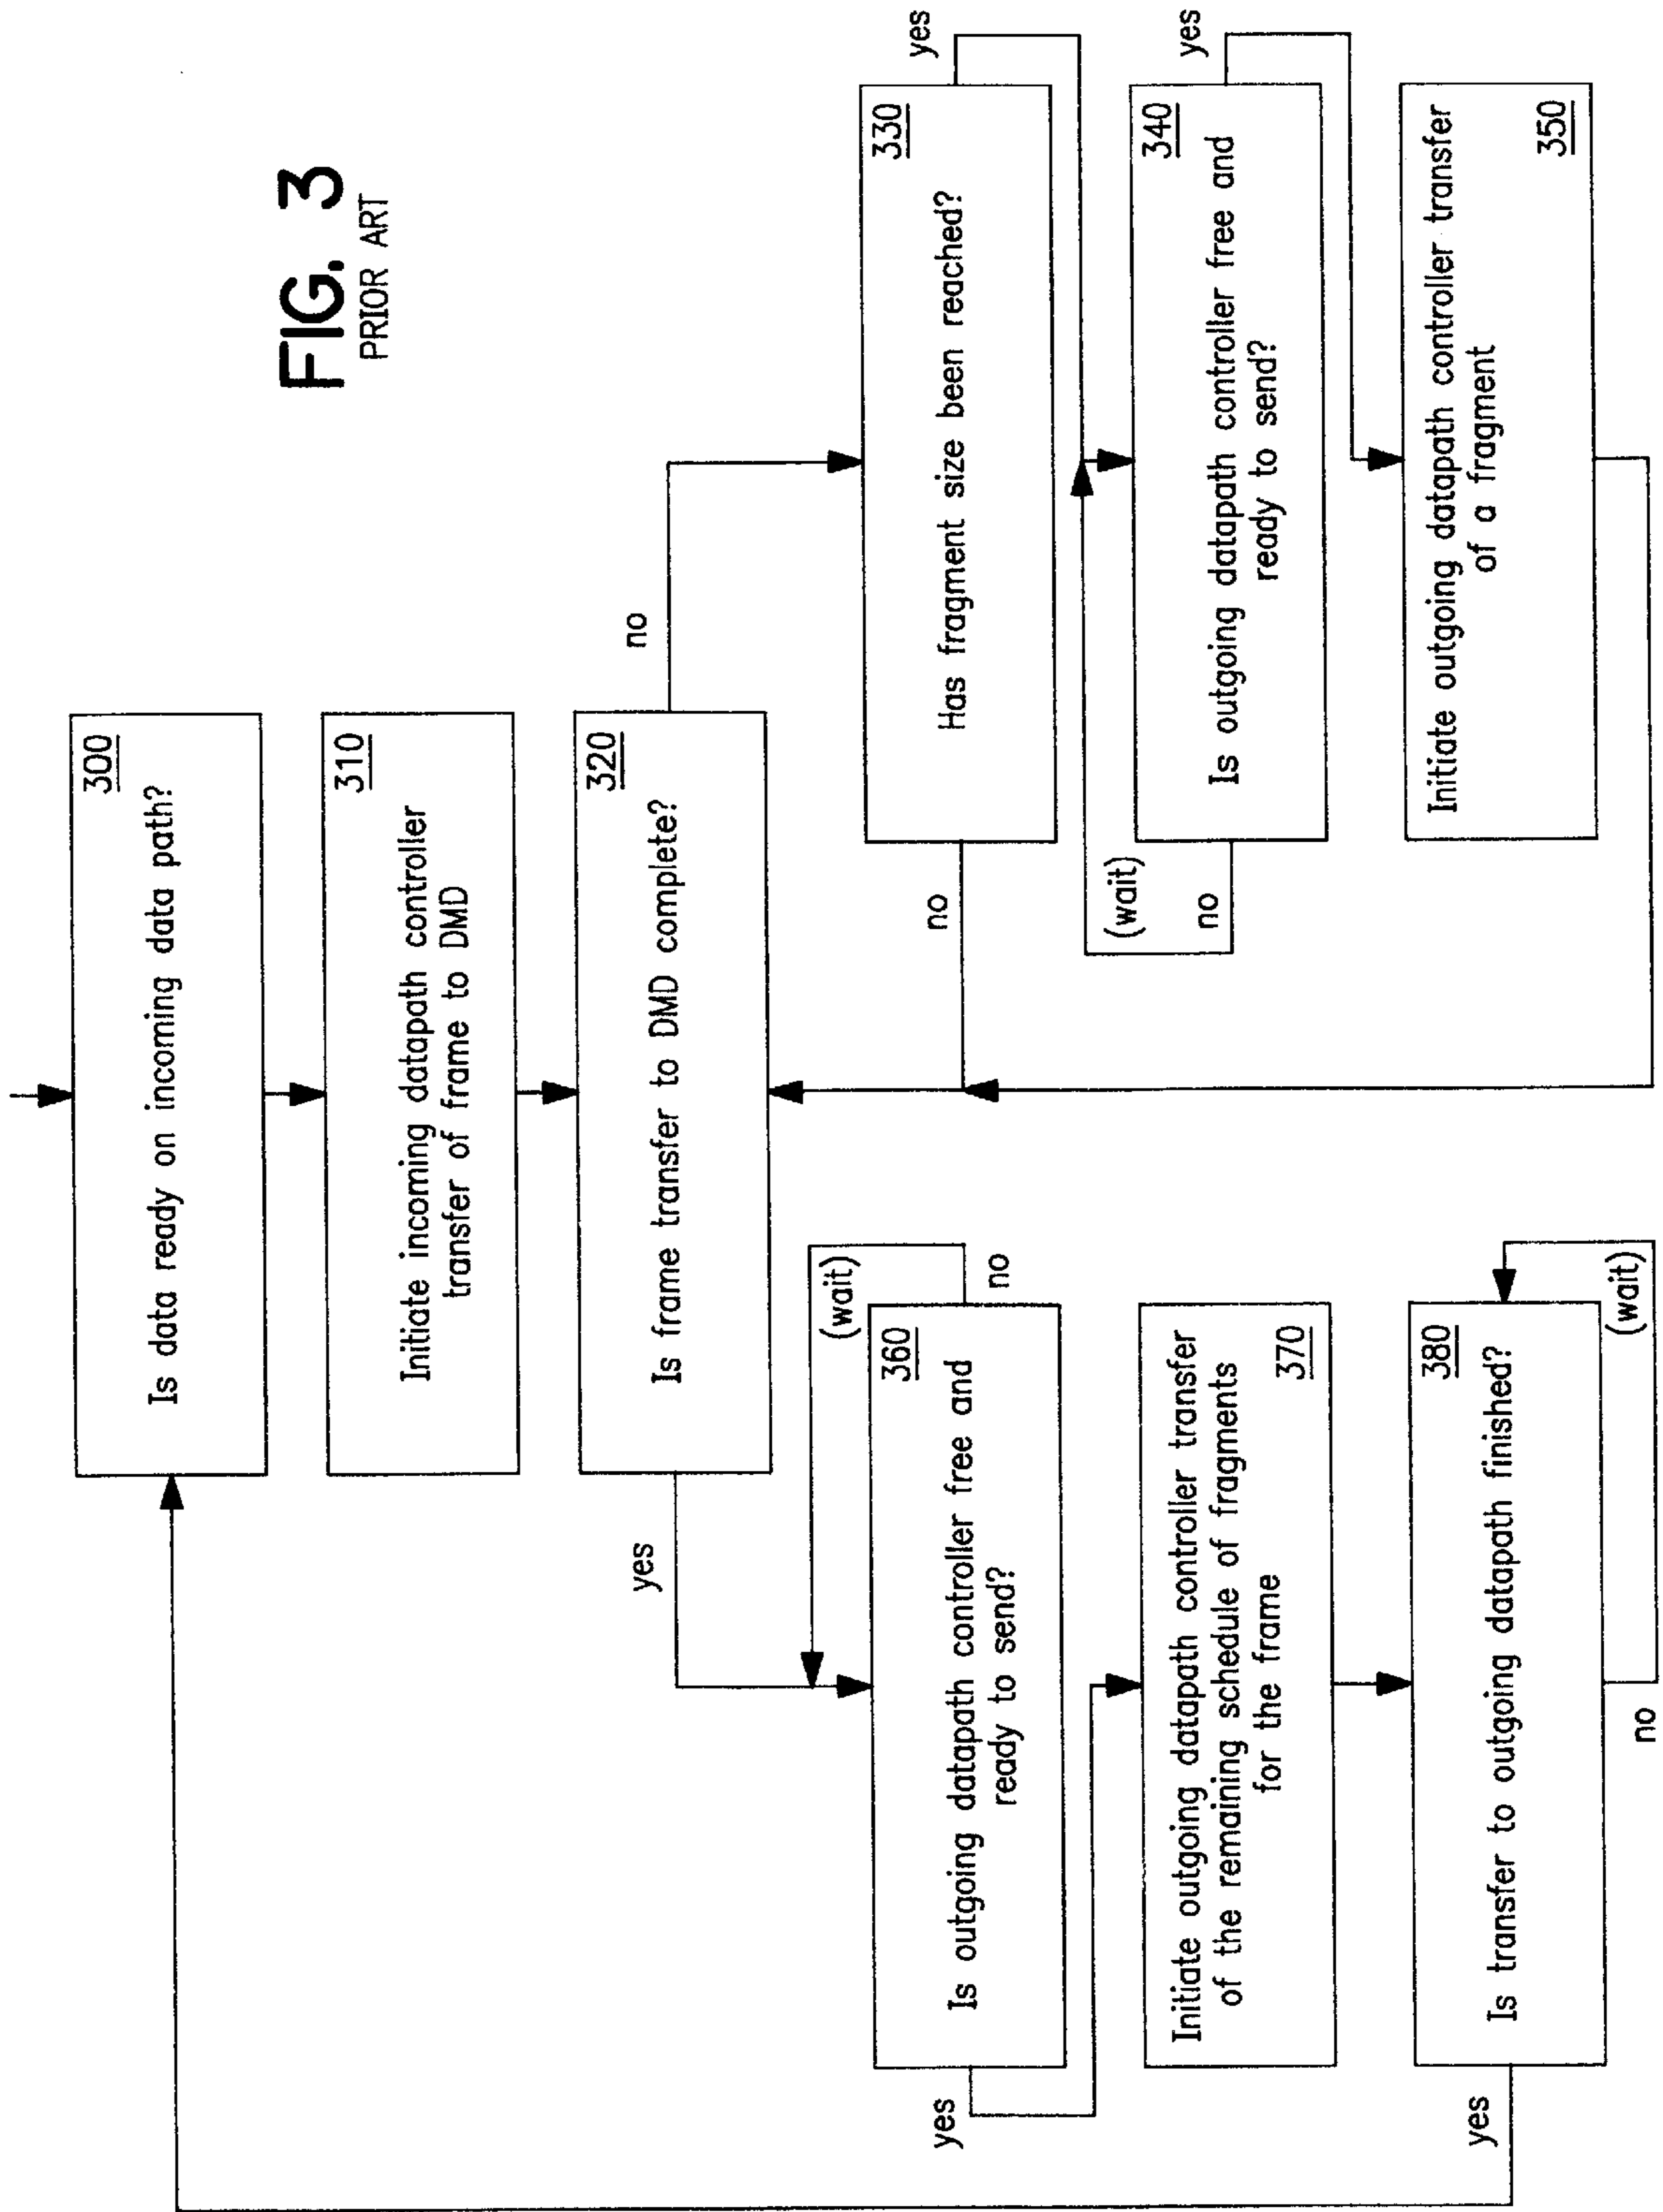 FIG. 3
PRIOR ART
300
Is data ready on incoming data path?
310
Initiate incoming datapath controller
transfer of frame to DMD
320
Is frame transfer to DMD complete?
yes
no
(wait)
360
no
Is outgoing datapath controller free and
ready to send?
yes
Initiate outgoing datapath controller transfer
of the remaining schedule of fragments
for the frame
370
380
Is transfer to outgoing datapath finished?
yes
(wait)
no
330
Has fragment size been reached?
no
yes
(wait)
no
340
Is outgoing datapath controller free and
ready to send?
yes
Initiate outgoing datapath controller transfer
of a fragment
350